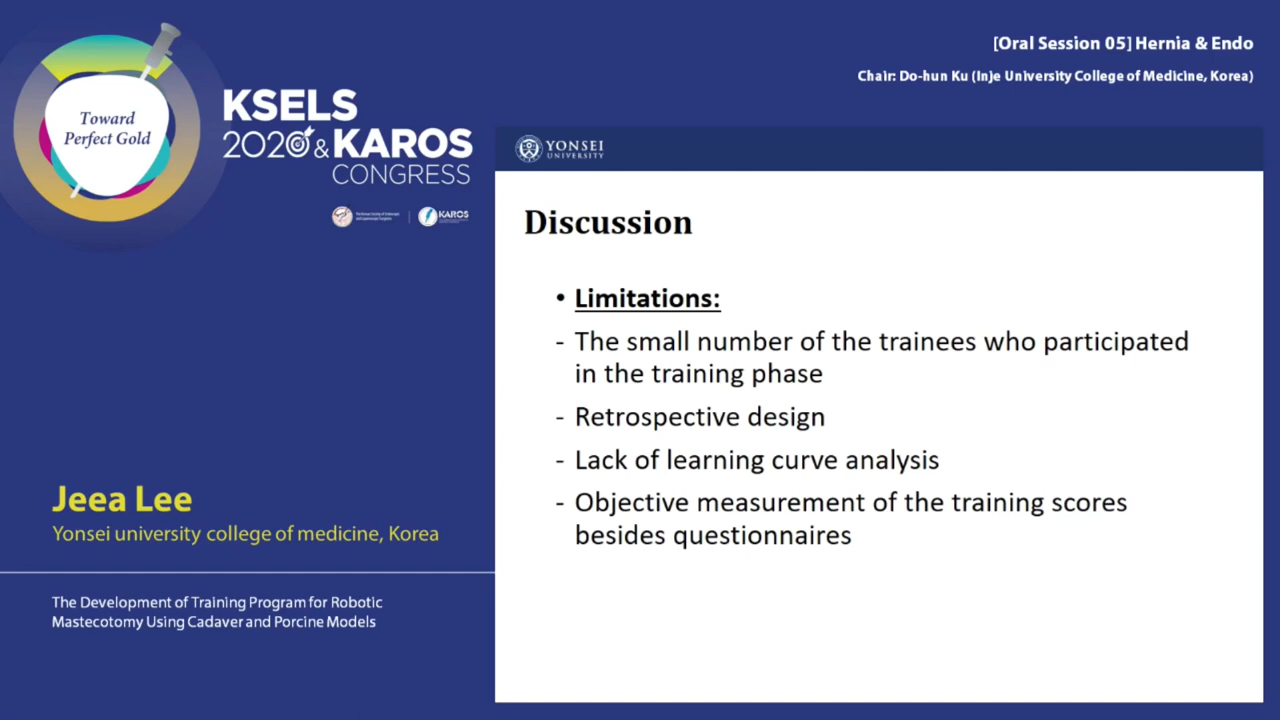 [Oral Session 05] Hernia & Endo
Chair: Do-hun Ku (Inje University College of Medicine, Korea)
Toward
Perfect Gold
KSELS
2020 & KAROS
CONGRESS
KAROS
YONSEI
UNIVERSITY
Discussion
• Limitations:
- The small number of the trainees who participated
in the training phase
- Retrospective design
- Lack of learning curve analysis
- Objective measurement of the training scores
besides questionnaires
Jeea Lee
Yonsei university college of medicine, Korea
The Development of Training Program for Robotic
Mastecotomy Using Cadaver and Porcine Models